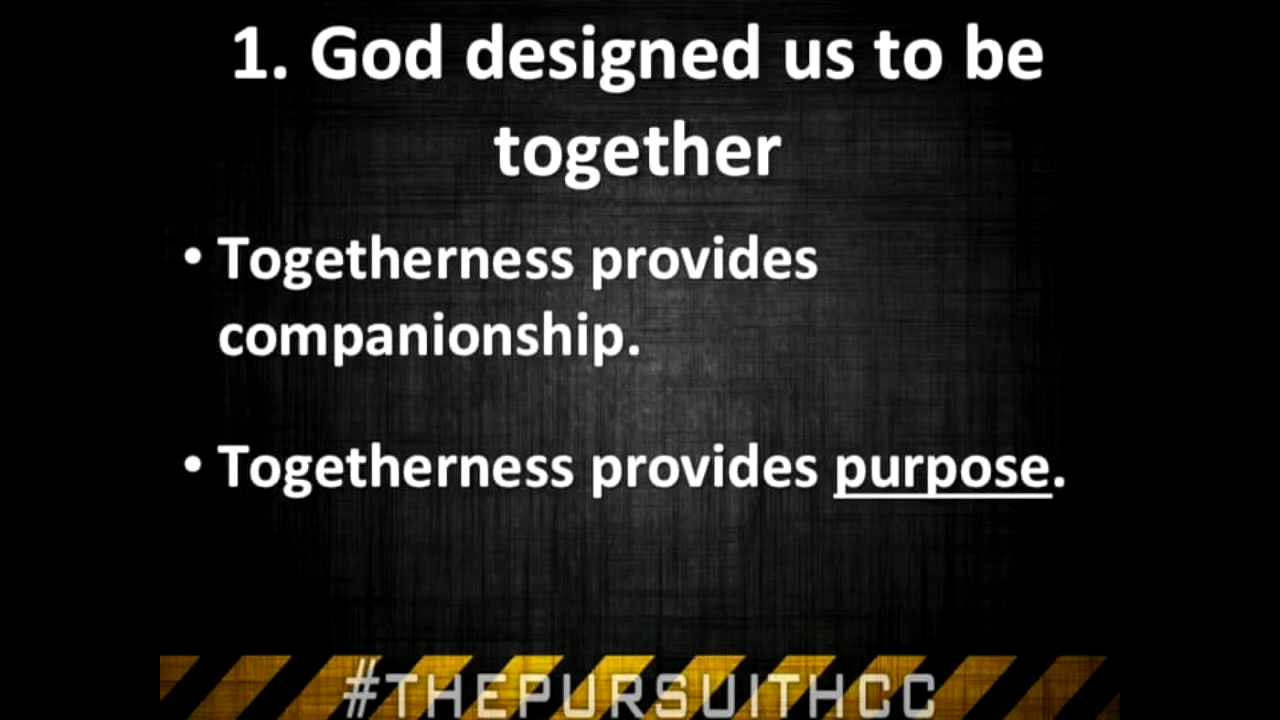 1. God designed us to be
together
• Togetherness provides
companionship.
• Togetherness provides purpose.
#THEPURSUITHCC